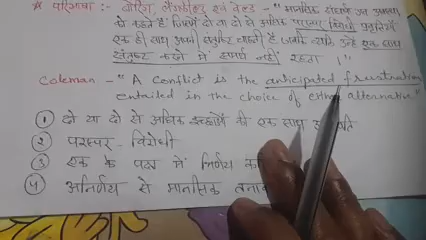 * परिभाषा :- बोरिंग, लैंगफील्ड एवं वेल्ड - "मानसिक संघर्ष उस अवस्था
को कहते हैं जिसमें दो या दो से अधिक परस्पर विरोधी प्रवृत्तियाँ
एक ही साथ अपनी संतुष्टि चाहती हैं जबकि व्यक्ति उन्हें एक साथ
संतुष्ट करने में समर्थ नहीं रहता।"
Coleman - "A conflict is the anticipated frustration
entailed in the choice of either alternative"
① दो या दो से अधिक इच्छाओं की एक साथ
② परस्पर विरोधी
③ एक के पक्ष में निर्णय
④ अनिर्णय से मानसिक तनाव